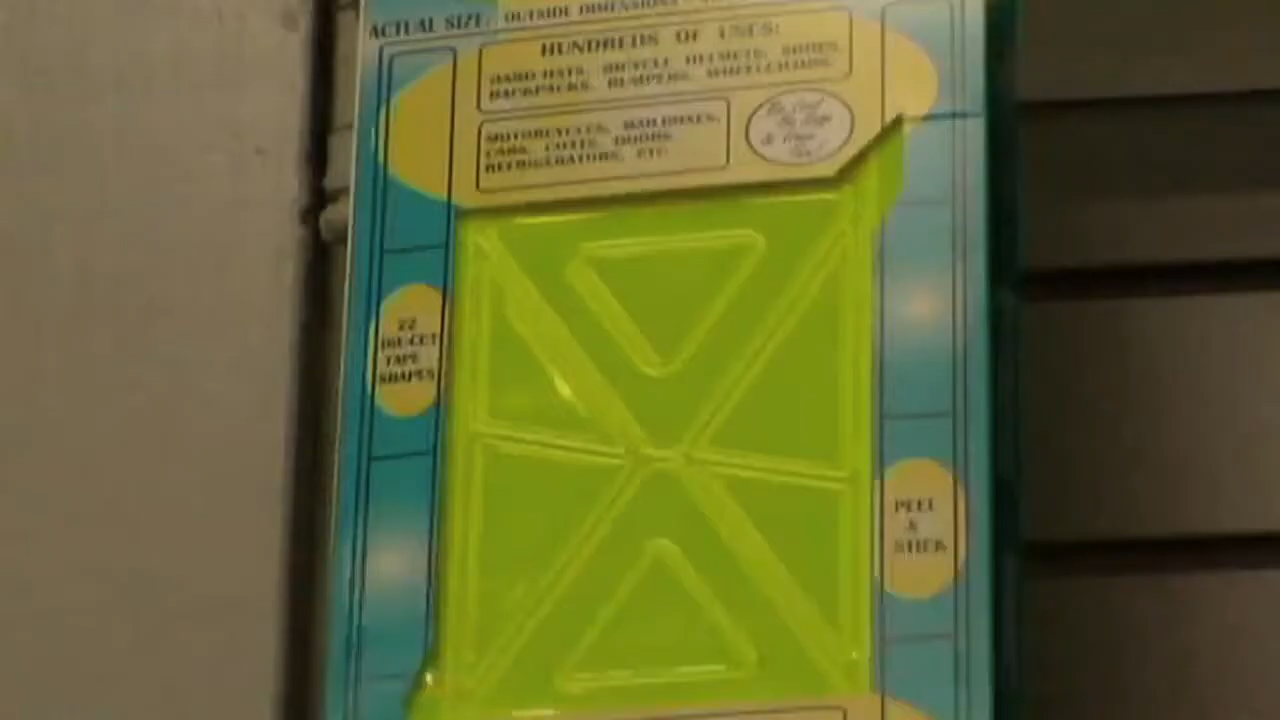 ACTUAL SIZE: OUTSIDE DIMENSIONS
HUNDREDS OF USES:
HARD HATS, BICYCLE HELMETS, SHOES,
BACKPACKS, BUMPERS, WHEELCHAIRS,
MOTORCYCLES, MAILBOXES,
CARS, COATS, DOORS,
REFRIGERATORS, ETC.
22
DIE-CUT
TAPE
SHAPES
PEEL
&
STICK